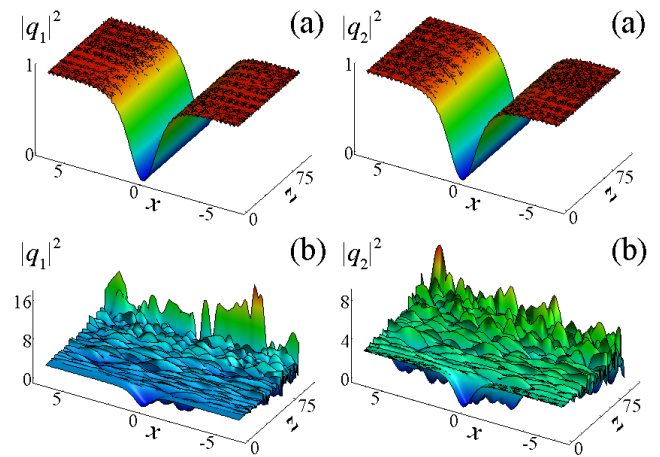 |q₁|² (a) |q₂|² (a)
1 1
0 0
5 0 -5 0 75 5 0 -5 0 75
x z x z
|q₁|² (b) |q₂|² (b)
16 8
8 4
0 0
5 0 -5 0 75 5 0 -5 0 75
x z x z